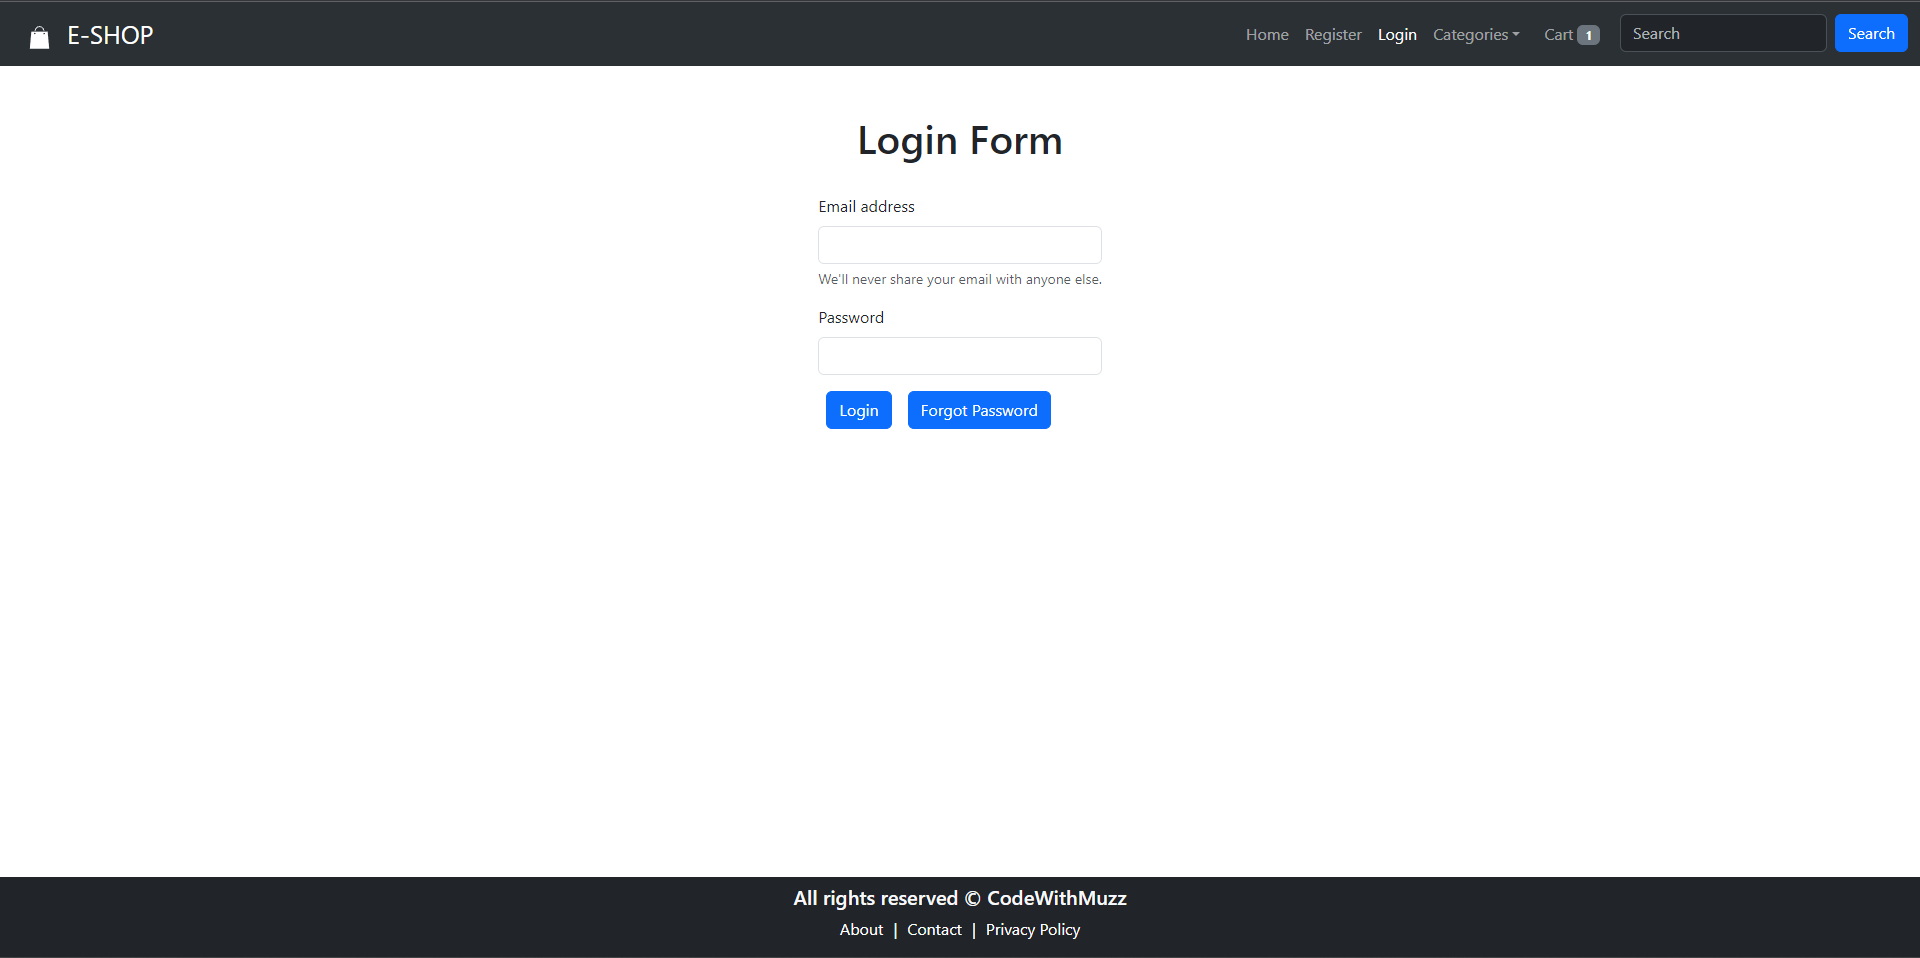 E-SHOP Home Register Login Categories Cart 1 Search Search
Login Form
Email address
We'll never share your email with anyone else.
Password
Login Forgot Password
All rights reserved © CodeWithMuzz
About | Contact | Privacy Policy